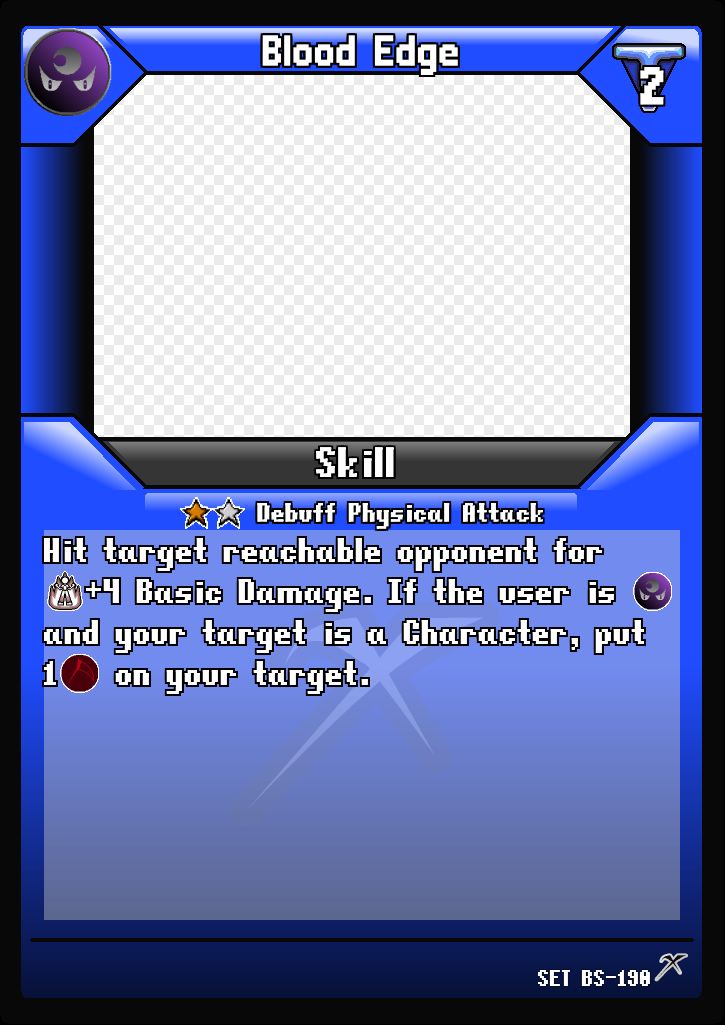 Blood Edge
2
Skill
Debuff Physical Attack
Hit target reachable opponent for
+4 Basic Damage. If the user is
and your target is a Character, put
1 on your target.
SET BS-190